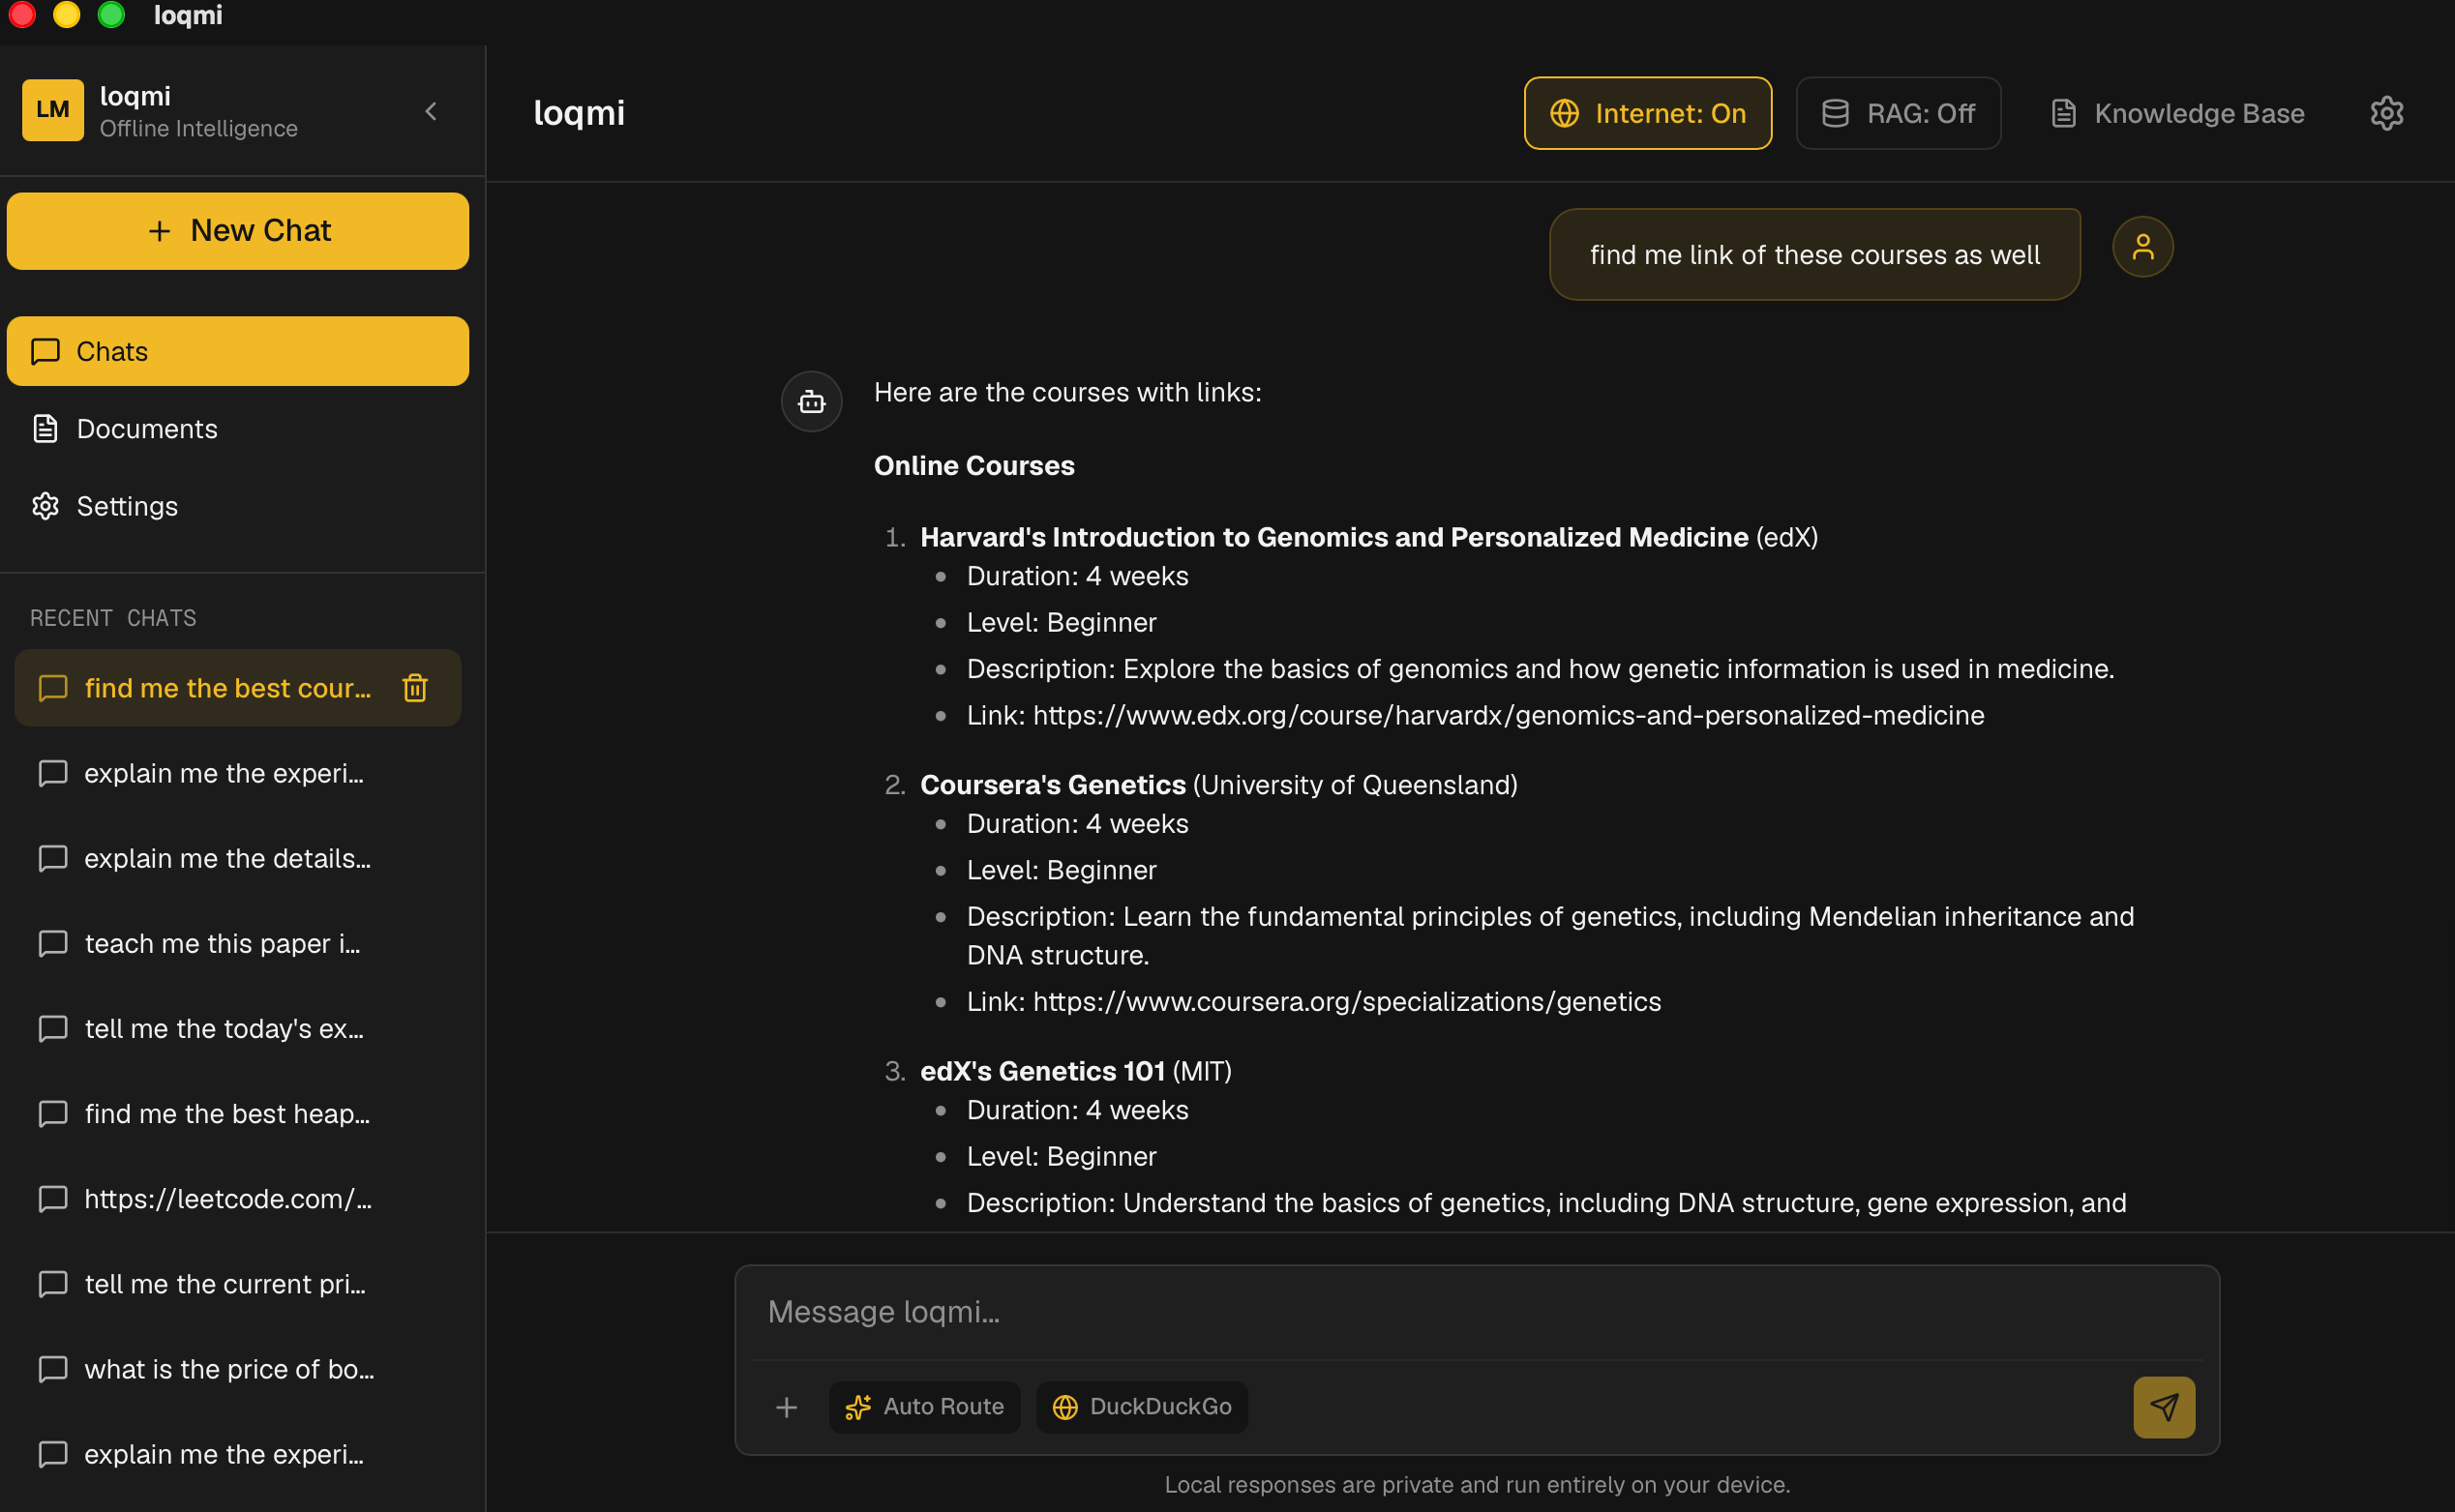 loqmi
LM
loqmi
Offline Intelligence
New Chat
Chats
Documents
Settings
RECENT CHATS
find me the best cour...
explain me the experi...
explain me the details...
teach me this paper i...
tell me the today's ex...
find me the best heap...
https://leetcode.com/...
tell me the current pri...
what is the price of bo...
explain me the experi...
loqmi
Internet: On
RAG: Off
Knowledge Base
find me link of these courses as well
Here are the courses with links:
Online Courses
1. Harvard's Introduction to Genomics and Personalized Medicine (edX)
• Duration: 4 weeks
• Level: Beginner
• Description: Explore the basics of genomics and how genetic information is used in medicine.
• Link: https://www.edx.org/course/harvardx/genomics-and-personalized-medicine
2. Coursera's Genetics (University of Queensland)
• Duration: 4 weeks
• Level: Beginner
• Description: Learn the fundamental principles of genetics, including Mendelian inheritance and
DNA structure.
• Link: https://www.coursera.org/specializations/genetics
3. edX's Genetics 101 (MIT)
• Duration: 4 weeks
• Level: Beginner
• Description: Understand the basics of genetics, including DNA structure, gene expression, and
Message loqmi...
Auto Route
DuckDuckGo
Local responses are private and run entirely on your device.